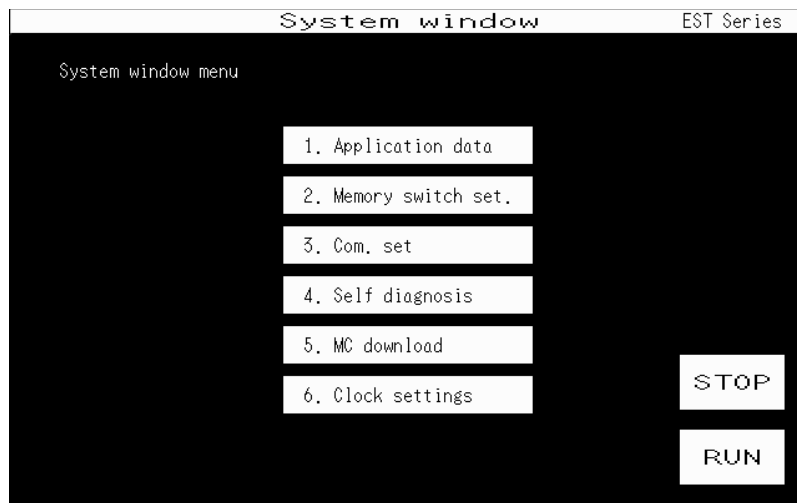 System window EST Series
System window menu
1. Application data
2. Memory switch set.
3. Com. set
4. Self diagnosis
5. MC download
6. Clock settings
STOP
RUN